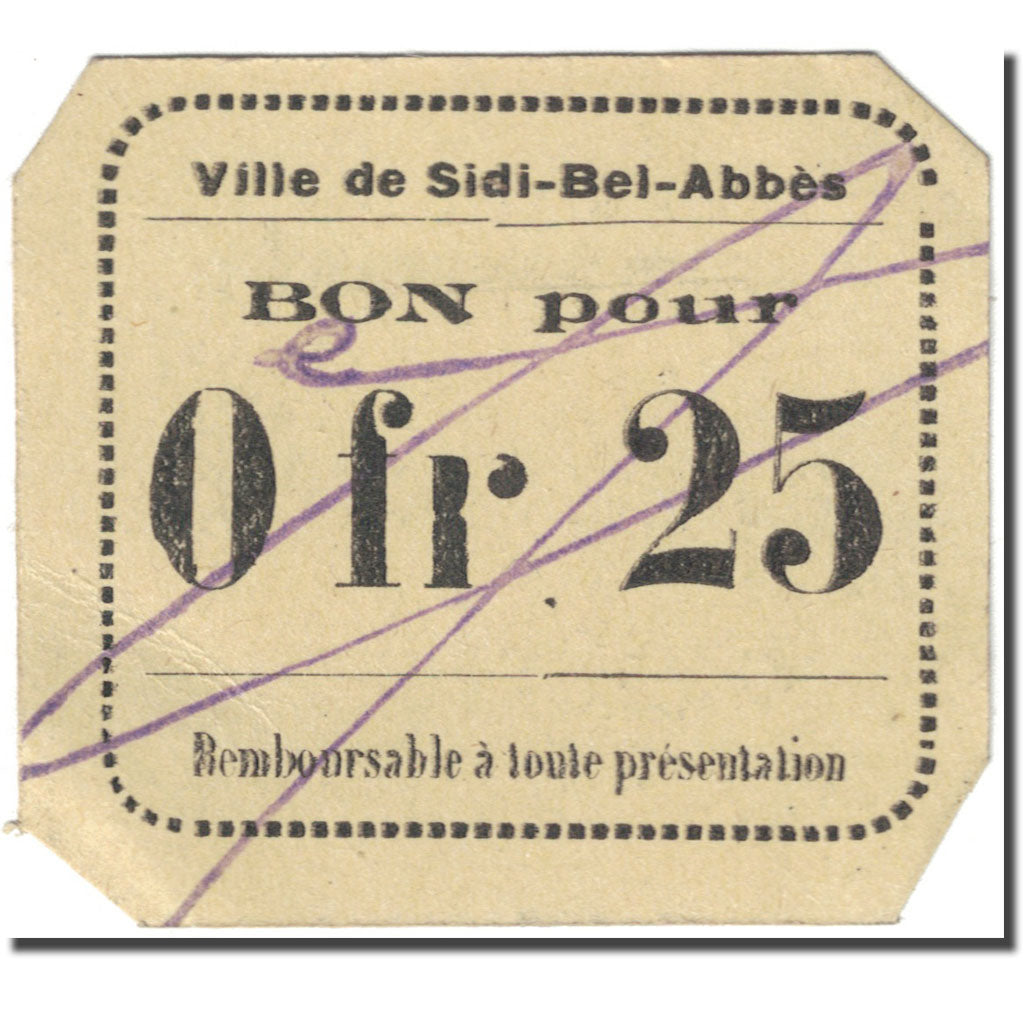 Ville de Sidi-Bel-Abbès
BON pour
0 fr. 25
Remboursable à toute présentation